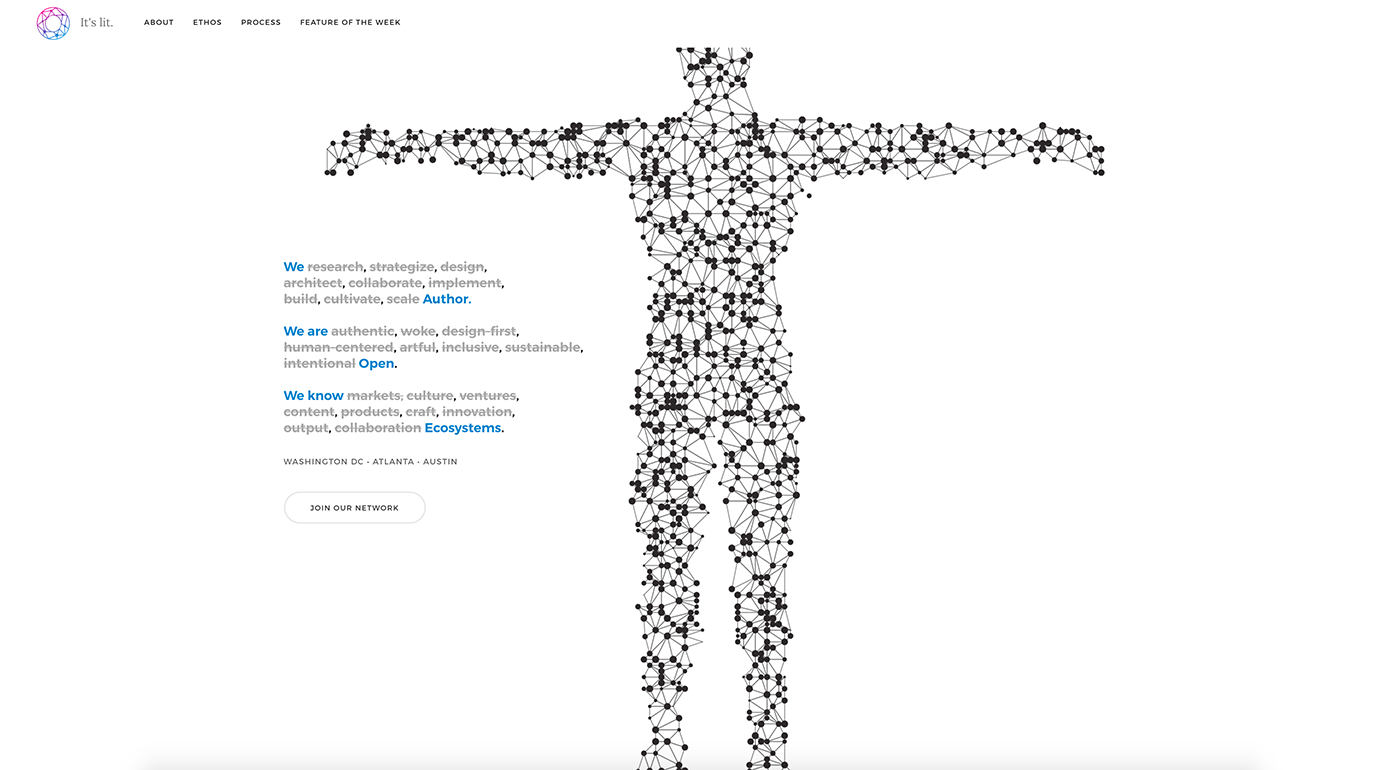 It's lit.
ABOUT ETHOS PROCESS FEATURE OF THE WEEK
We research, strategize, design,
architect, collaborate, implement,
build, cultivate, scale Author.
We are authentic, woke, design-first,
human-centered, artful, inclusive, sustainable,
intentional Open.
We know markets, culture, ventures,
content, products, craft, innovation,
output, collaboration Ecosystems.
WASHINGTON DC • ATLANTA • AUSTIN
JOIN OUR NETWORK